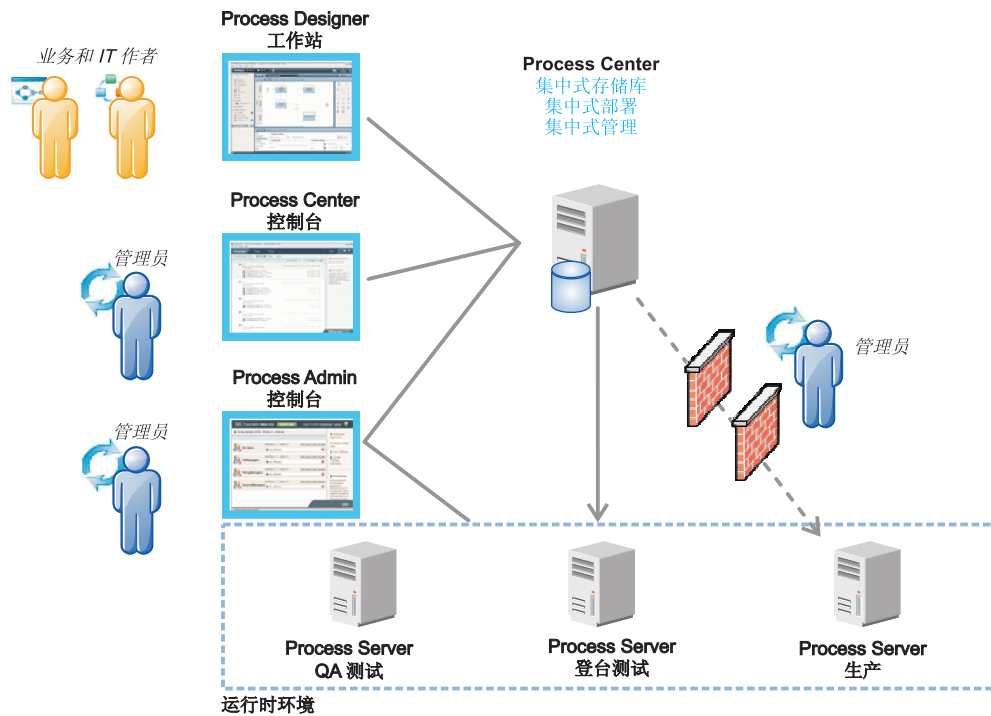 Process Designer
工作站
业务和 IT 作者
Process Center
集中式存储库
集中式部署
集中式管理
Process Center
控制台
管理员
管理员
Process Admin
控制台
管理员
Process Server
QA 测试
Process Server
登台测试
Process Server
生产
运行时环境